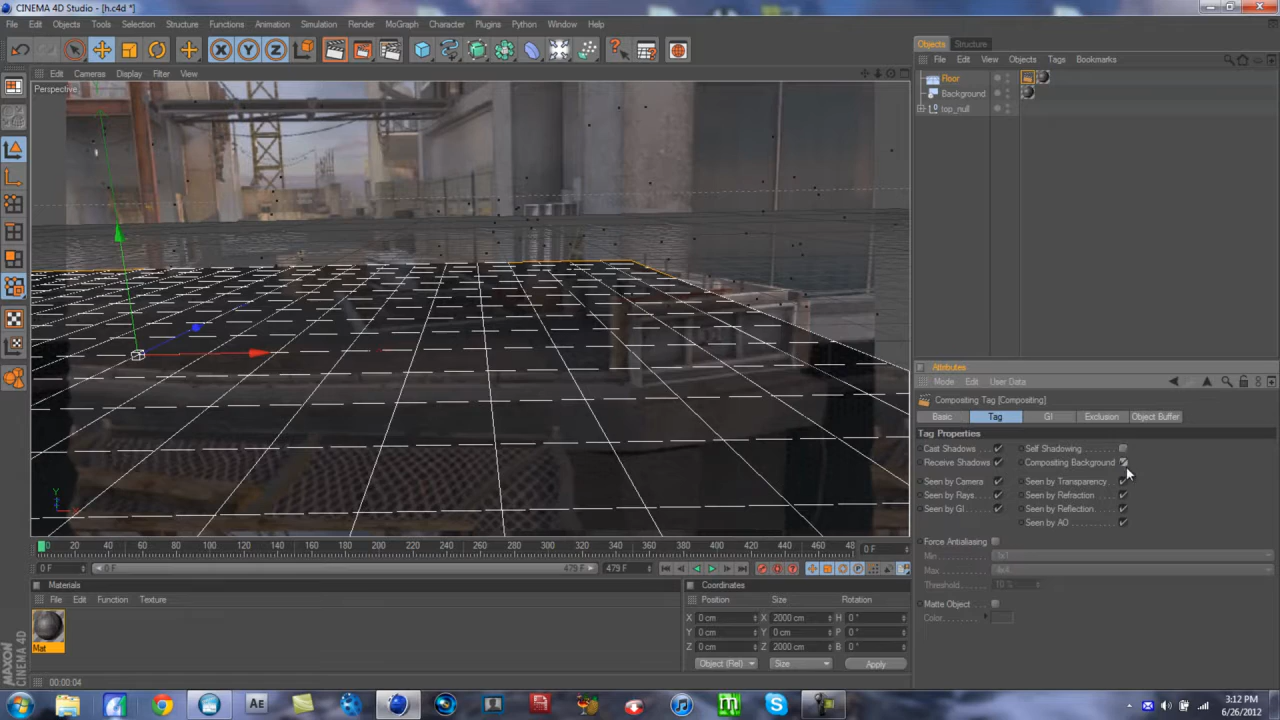 CINEMA 4D Studio - [h.c4d *]
File Edit Objects Tools Selection Structure Functions Animation Simulation Render MoGraph Character Plugins Python Window Help
Edit Cameras Display Filter View
Perspective
Y
0 20 40 60 80 100 120 140 160 180 200 220 240 260 280 300 320 340 360 380 400 420 440 460 48 0 F
0 F 0 F 479 F 479 F
Materials
File Edit Function Texture
Mat
MAXON CINEMA 4D
00:00:04
Coordinates
Position Size Rotation
X 0 cm X 2000 cm H 0 °
Y 0 cm Y 0 cm P 0 °
Z 0 cm Z 2000 cm B 0 °
Object (Rel) Size Apply
Objects Structure
File Edit View Objects Tags Bookmarks
Floor
Background
top_null
Attributes
Mode Edit User Data
Compositing Tag [Compositing]
Basic Tag GI Exclusion Object Buffer
Tag Properties
Cast Shadows Self Shadowing
Receive Shadows Compositing Background
Seen by Camera Seen by Transparency
Seen by Rays Seen by Refraction
Seen by GI Seen by Reflection
Seen by AO
Force Antialiasing
Min 1x1
Max 4x4
Threshold 10 %
Matte Object
Color
Ae
3:12 PM
6/26/2012